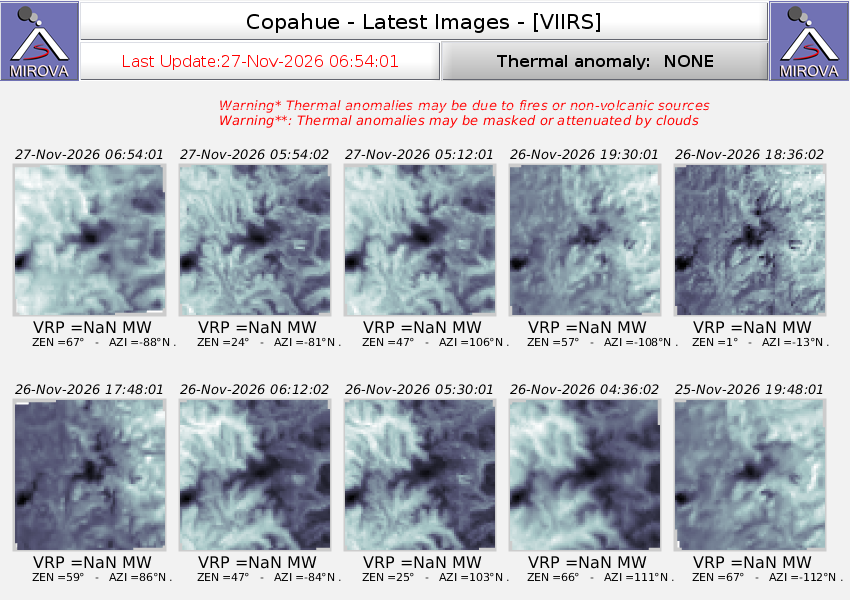 Copahue - Latest Images - [VIIRS]
Last Update:27-Nov-2026 06:54:01
Thermal anomaly: NONE
MIROVA
MIROVA
Warning* Thermal anomalies may be due to fires or non-volcanic sources
Warning**: Thermal anomalies may be masked or attenuated by clouds
27-Nov-2026 06:54:01
27-Nov-2026 05:54:02
27-Nov-2026 05:12:01
26-Nov-2026 19:30:01
26-Nov-2026 18:36:02
VRP =NaN MW
VRP =NaN MW
VRP =NaN MW
VRP =NaN MW
VRP =NaN MW
ZEN =67° - AZI =-88°N .
ZEN =24° - AZI =-81°N .
ZEN =47° - AZI =106°N .
ZEN =57° - AZI =-108°N .
ZEN =1° - AZI =-13°N .
26-Nov-2026 17:48:01
26-Nov-2026 06:12:02
26-Nov-2026 05:30:01
26-Nov-2026 04:36:02
25-Nov-2026 19:48:01
VRP =NaN MW
VRP =NaN MW
VRP =NaN MW
VRP =NaN MW
VRP =NaN MW
ZEN =59° - AZI =86°N .
ZEN =47° - AZI =-84°N .
ZEN =25° - AZI =103°N .
ZEN =66° - AZI =111°N .
ZEN =67° - AZI =-112°N .